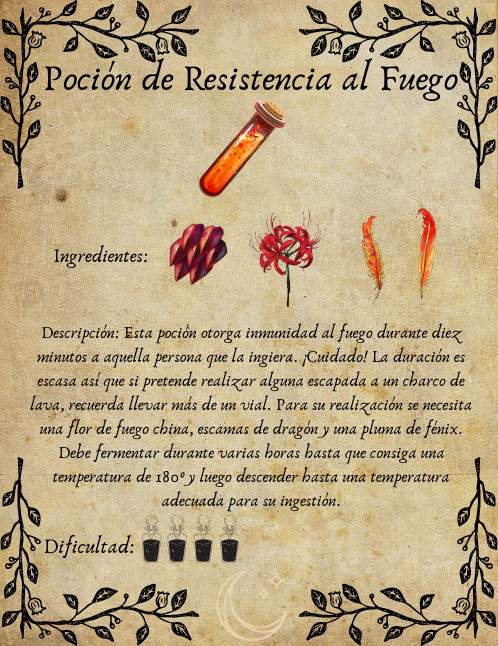 Poción de Resistencia al Fuego
Ingredientes:
Descripción: Esta poción otorga inmunidad al fuego durante diez
minutos a aquella persona que la ingiera. ¡Cuidado! La duración es
escasa así que si pretende realizar alguna escapada a un charco de
lava, recuerda llevar más de un vial. Para su realización se necesita
una flor de fuego china, escamas de dragón y una pluma de fénix.
Debe fermentar durante varias horas hasta que consiga una
temperatura de 180º y luego descender hasta una temperatura
adecuada para su ingestión.
Dificultad: